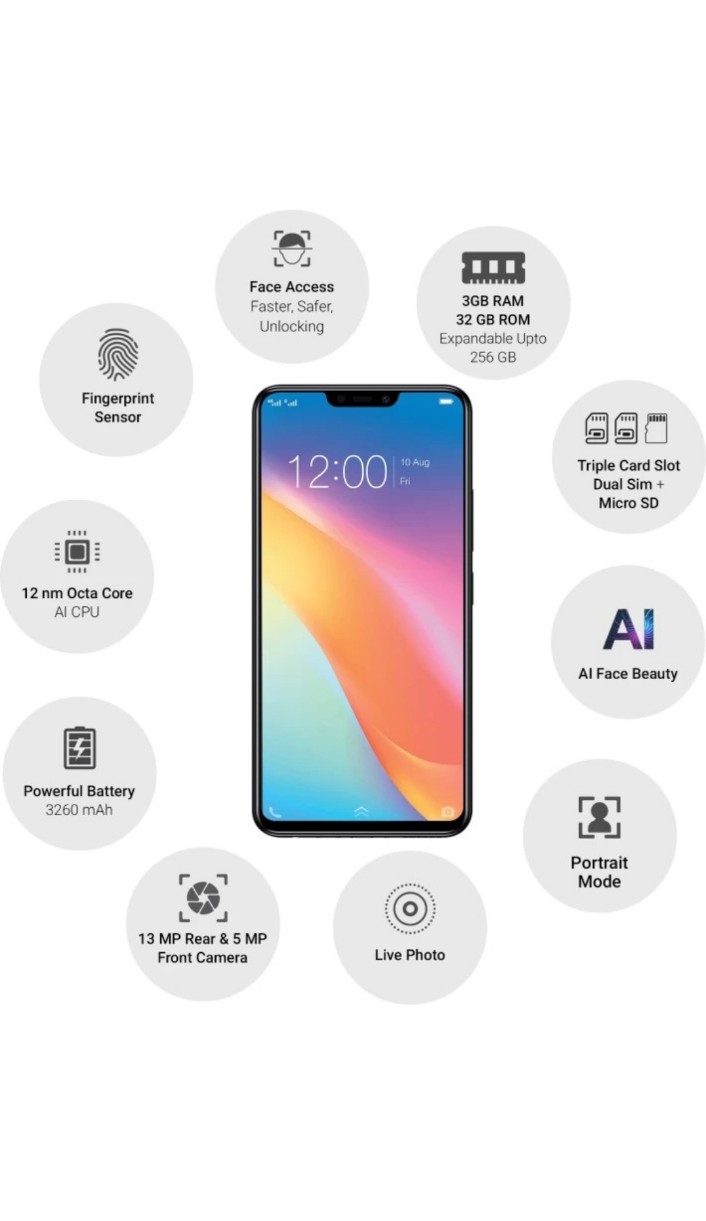 Face Access
Faster, Safer,
Unlocking
3GB RAM
32 GB ROM
Expandable Upto
256 GB
Fingerprint
Sensor
12:00
10 Aug
Fri
Triple Card Slot
Dual Sim +
Micro SD
12 nm Octa Core
AI CPU
AI
AI Face Beauty
Powerful Battery
3260 mAh
Portrait
Mode
13 MP Rear & 5 MP
Front Camera
Live Photo